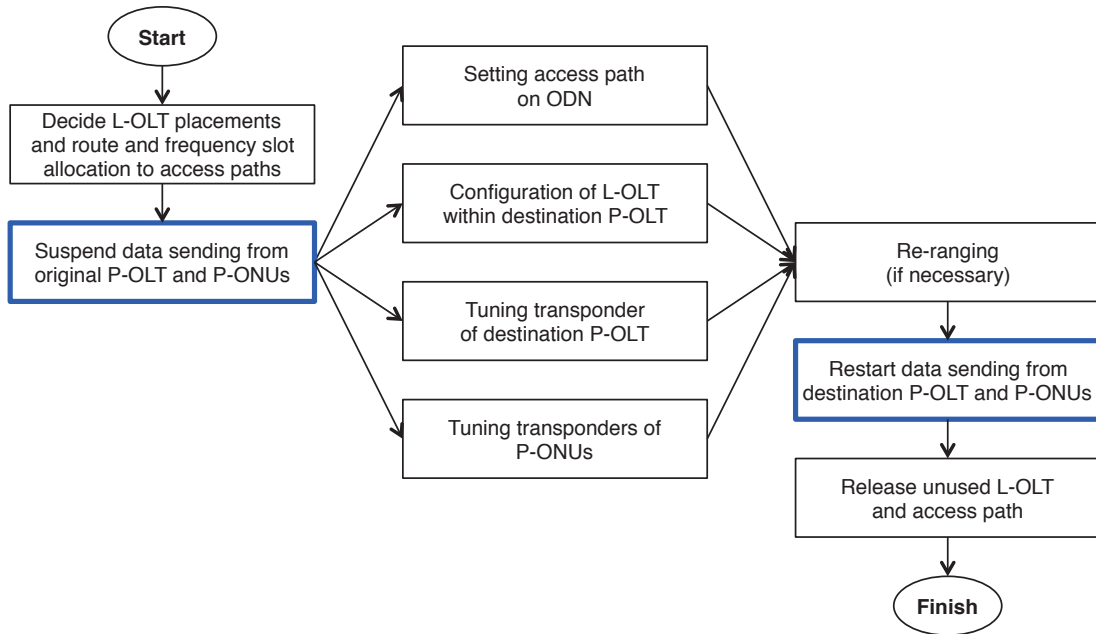 Start
Decide L-OLT placements
and route and frequency slot
allocation to access paths
Suspend data sending from
original P-OLT and P-ONUs
Setting access path
on ODN
Configuration of L-OLT
within destination P-OLT
Tuning transponder
of destination P-OLT
Tuning transponders of
P-ONUs
Re-ranging
(if necessary)
Restart data sending from
destination P-OLT and P-ONUs
Release unused L-OLT
and access path
Finish